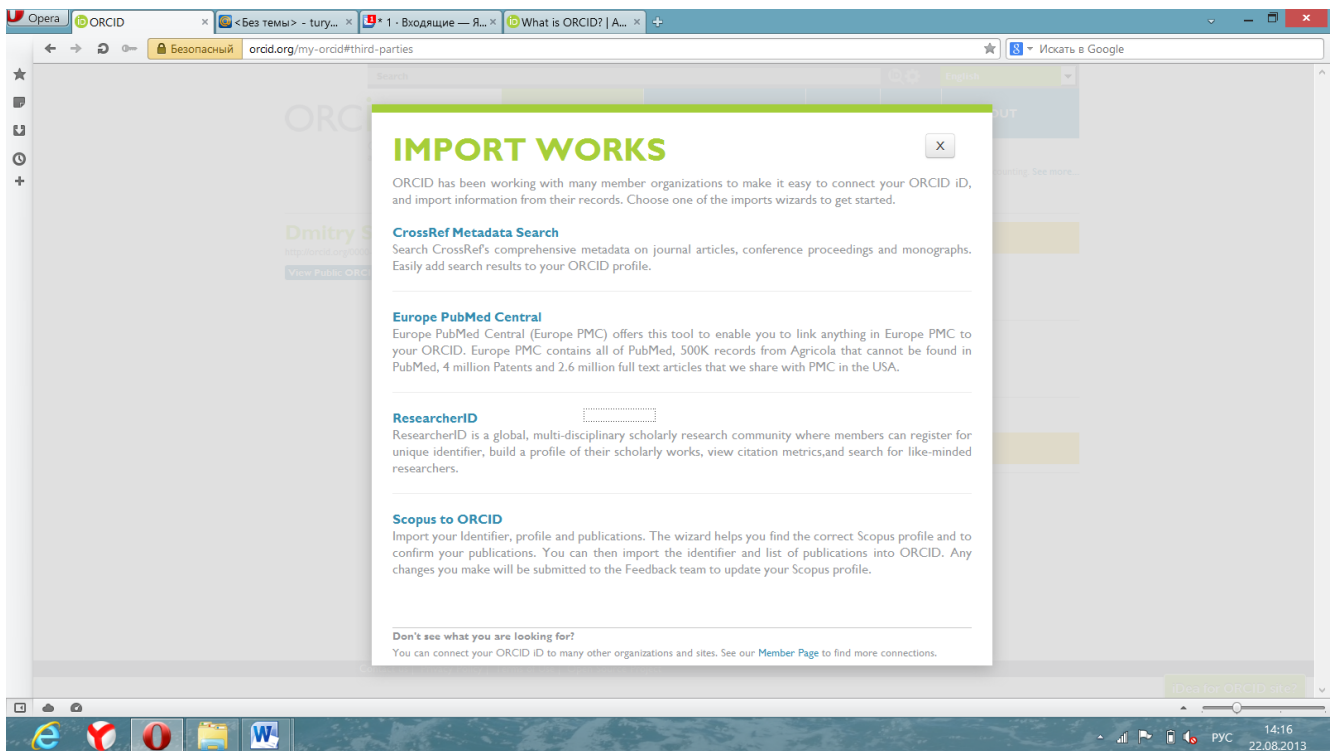 Opera
ORCID
<Без темы> - tury...
* 1 · Входящие — Я...
What is ORCID? | A...
Безопасный
orcid.org/my-orcid#third-parties
Искать в Google
Search
English
ORC
OUT
See more...
IMPORT WORKS
X
ORCID has been working with many member organizations to make it easy to connect your ORCID iD,
and import information from their records. Choose one of the imports wizards to get started.
Dmitry S
View Public ORC
CrossRef Metadata Search
Search CrossRef's comprehensive metadata on journal articles, conference proceedings and monographs.
Easily add search results to your ORCID profile.
Europe PubMed Central
Europe PubMed Central (Europe PMC) offers this tool to enable you to link anything in Europe PMC to
your ORCID. Europe PMC contains all of PubMed, 500K records from Agricola that cannot be found in
PubMed, 4 million Patents and 2.6 million full text articles that we share with PMC in the USA.
ResearcherID
ResearcherID is a global, multi-disciplinary scholarly research community where members can register for
unique identifier, build a profile of their scholarly works, view citation metrics,and search for like-minded
researchers.
Scopus to ORCID
Import your Identifier, profile and publications. The wizard helps you find the correct Scopus profile and to
confirm your publications. You can then import the identifier and list of publications into ORCID. Any
changes you make will be submitted to the Feedback team to update your Scopus profile.
Don't see what you are looking for?
You can connect your ORCID iD to many other organizations and sites. See our Member Page to find more connections.
РУС
14:16
22.08.2013